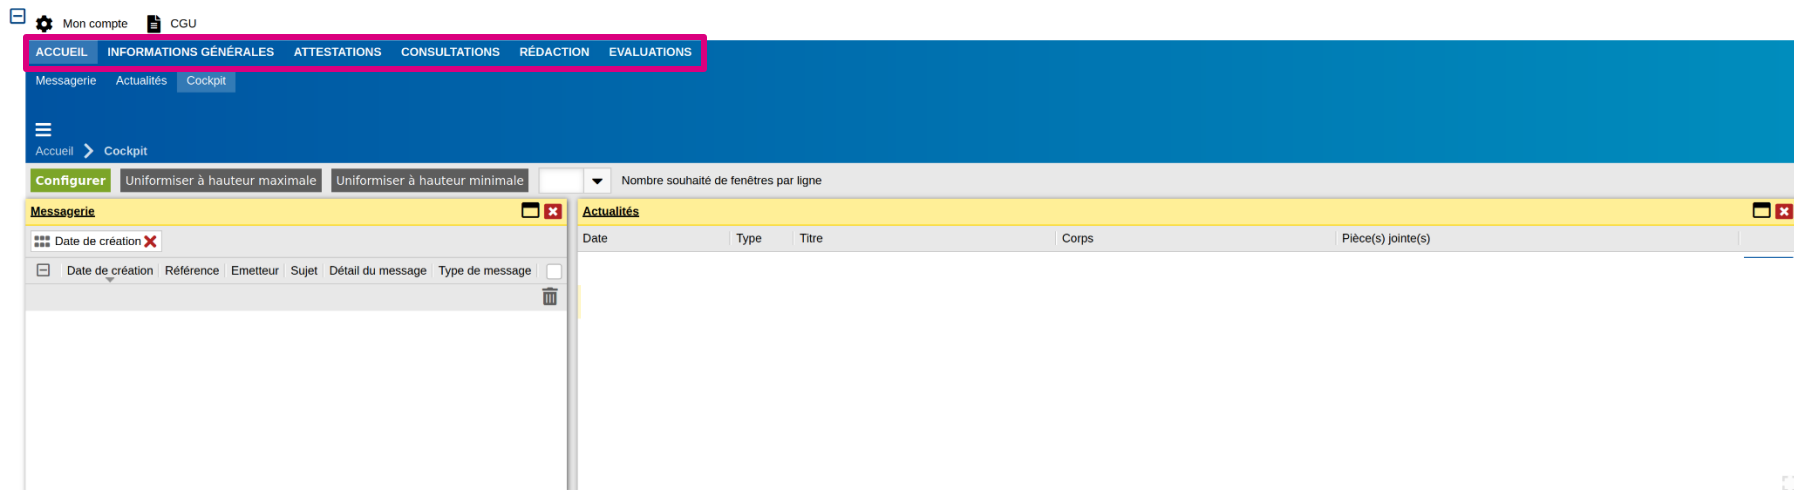 Mon compte CGU
ACCUEIL INFORMATIONS GÉNÉRALES ATTESTATIONS CONSULTATIONS RÉDACTION EVALUATIONS
Messagerie Actualités Cockpit
Accueil Cockpit
Configurer Uniformiser à hauteur maximale Uniformiser à hauteur minimale Nombre souhaité de fenêtres par ligne
Messagerie
Date de création
Date de création Référence Emetteur Sujet Détail du message Type de message
Actualités
Date Type Titre Corps Pièce(s) jointe(s)